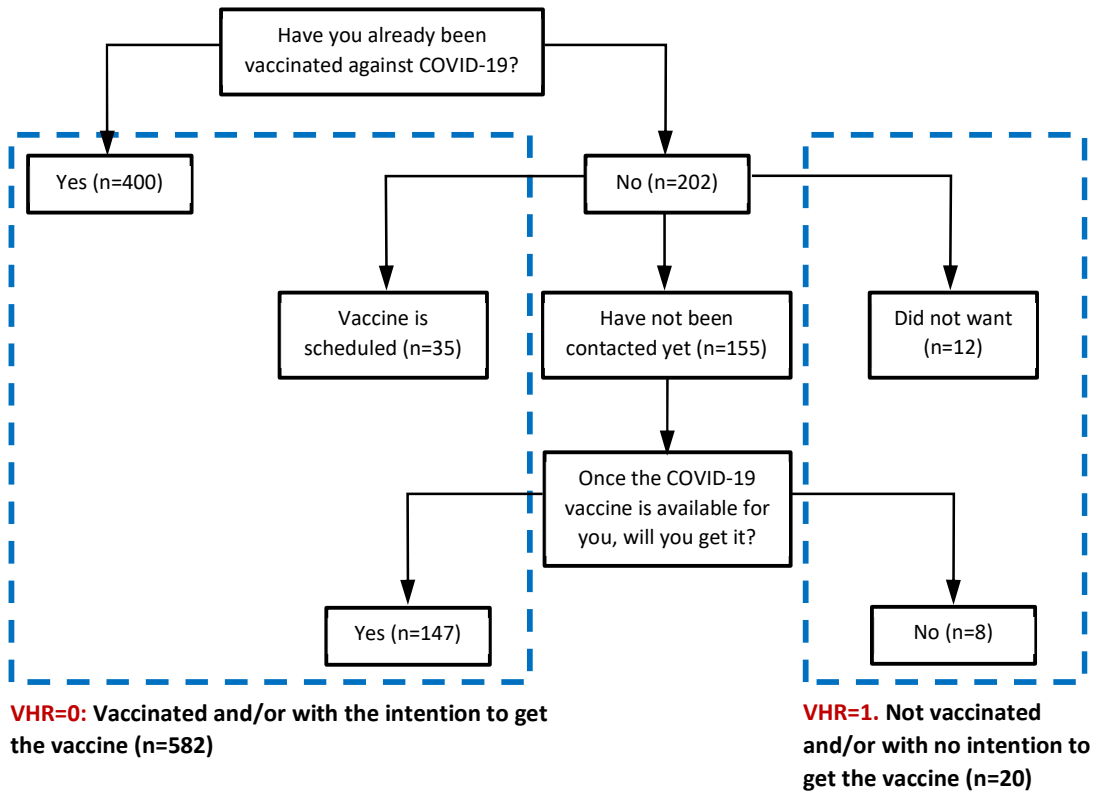 Have you already been
vaccinated against COVID-19?
Yes (n=400)
No (n=202)
Vaccine is
scheduled (n=35)
Have not been
contacted yet (n=155)
Did not want
(n=12)
Once the COVID-19
vaccine is available for
you, will you get it?
Yes (n=147)
No (n=8)
VHR=0: Vaccinated and/or with the intention to get
the vaccine (n=582)
VHR=1. Not vaccinated
and/or with no intention to
get the vaccine (n=20)